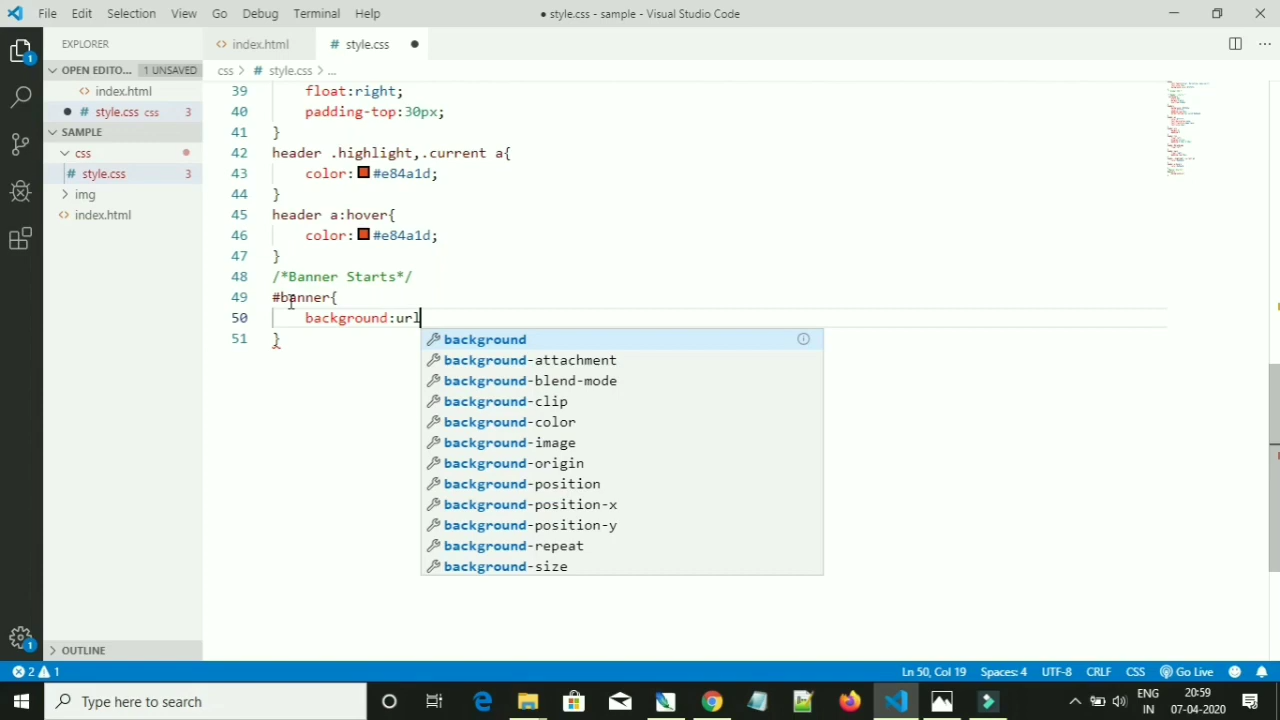 File Edit Selection View Go Debug Terminal Help
● style.css - sample - Visual Studio Code
EXPLORER
<> index.html
# style.css ●
OPEN EDITO... 1 UNSAVED
css > # style.css > ...
<> index.html
● # style.css css 3
SAMPLE
css
# style.css 3
img
<> index.html
39 float:right;
40 padding-top:30px;
41 }
42 header .highlight,.current a{
43 color: #e84a1d;
44 }
45 header a:hover{
46 color: #e84a1d;
47 }
48 /*Banner Starts*/
49 #banner{
50 background:url
51 }
background
background-attachment
background-blend-mode
background-clip
background-color
background-image
background-origin
background-position
background-position-x
background-position-y
background-repeat
background-size
1
1
OUTLINE
2 1
Ln 50, Col 19 Spaces: 4 UTF-8 CRLF CSS Go Live
Type here to search
ENG
IN
20:59
07-04-2020